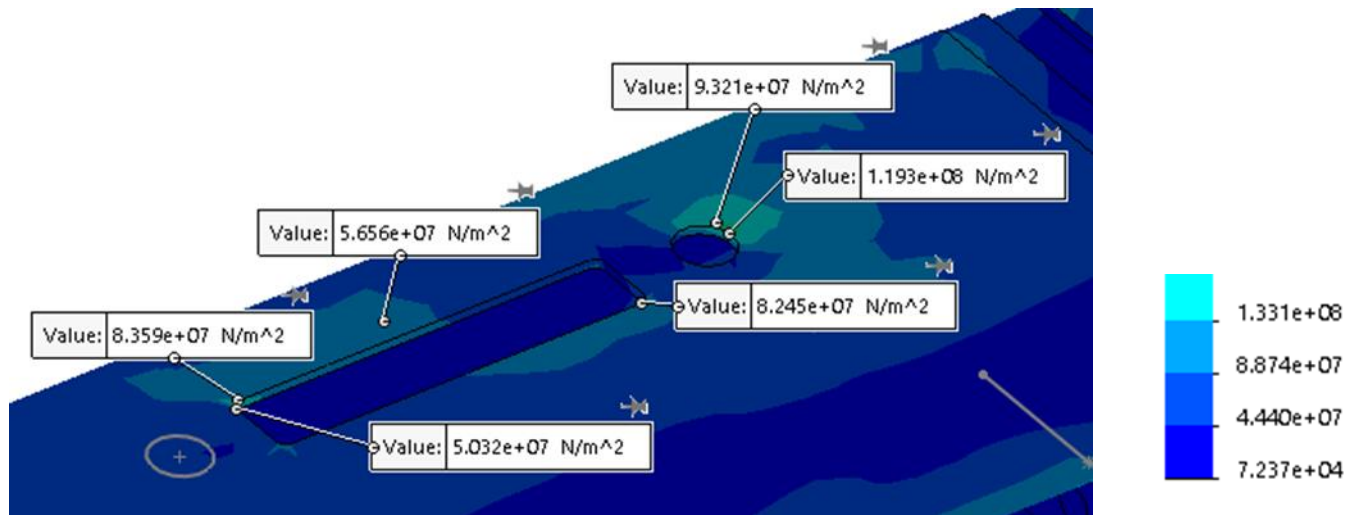 Value: 9.321e+07 N/m^2
Value: 1.193e+08 N/m^2
Value: 5.656e+07 N/m^2
Value: 8.245e+07 N/m^2
Value: 8.359e+07 N/m^2
Value: 5.032e+07 N/m^2
1.331e+08
8.874e+07
4.440e+07
7.237e+04